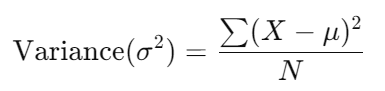 Variance(σ²) = ∑(X − μ)² / N